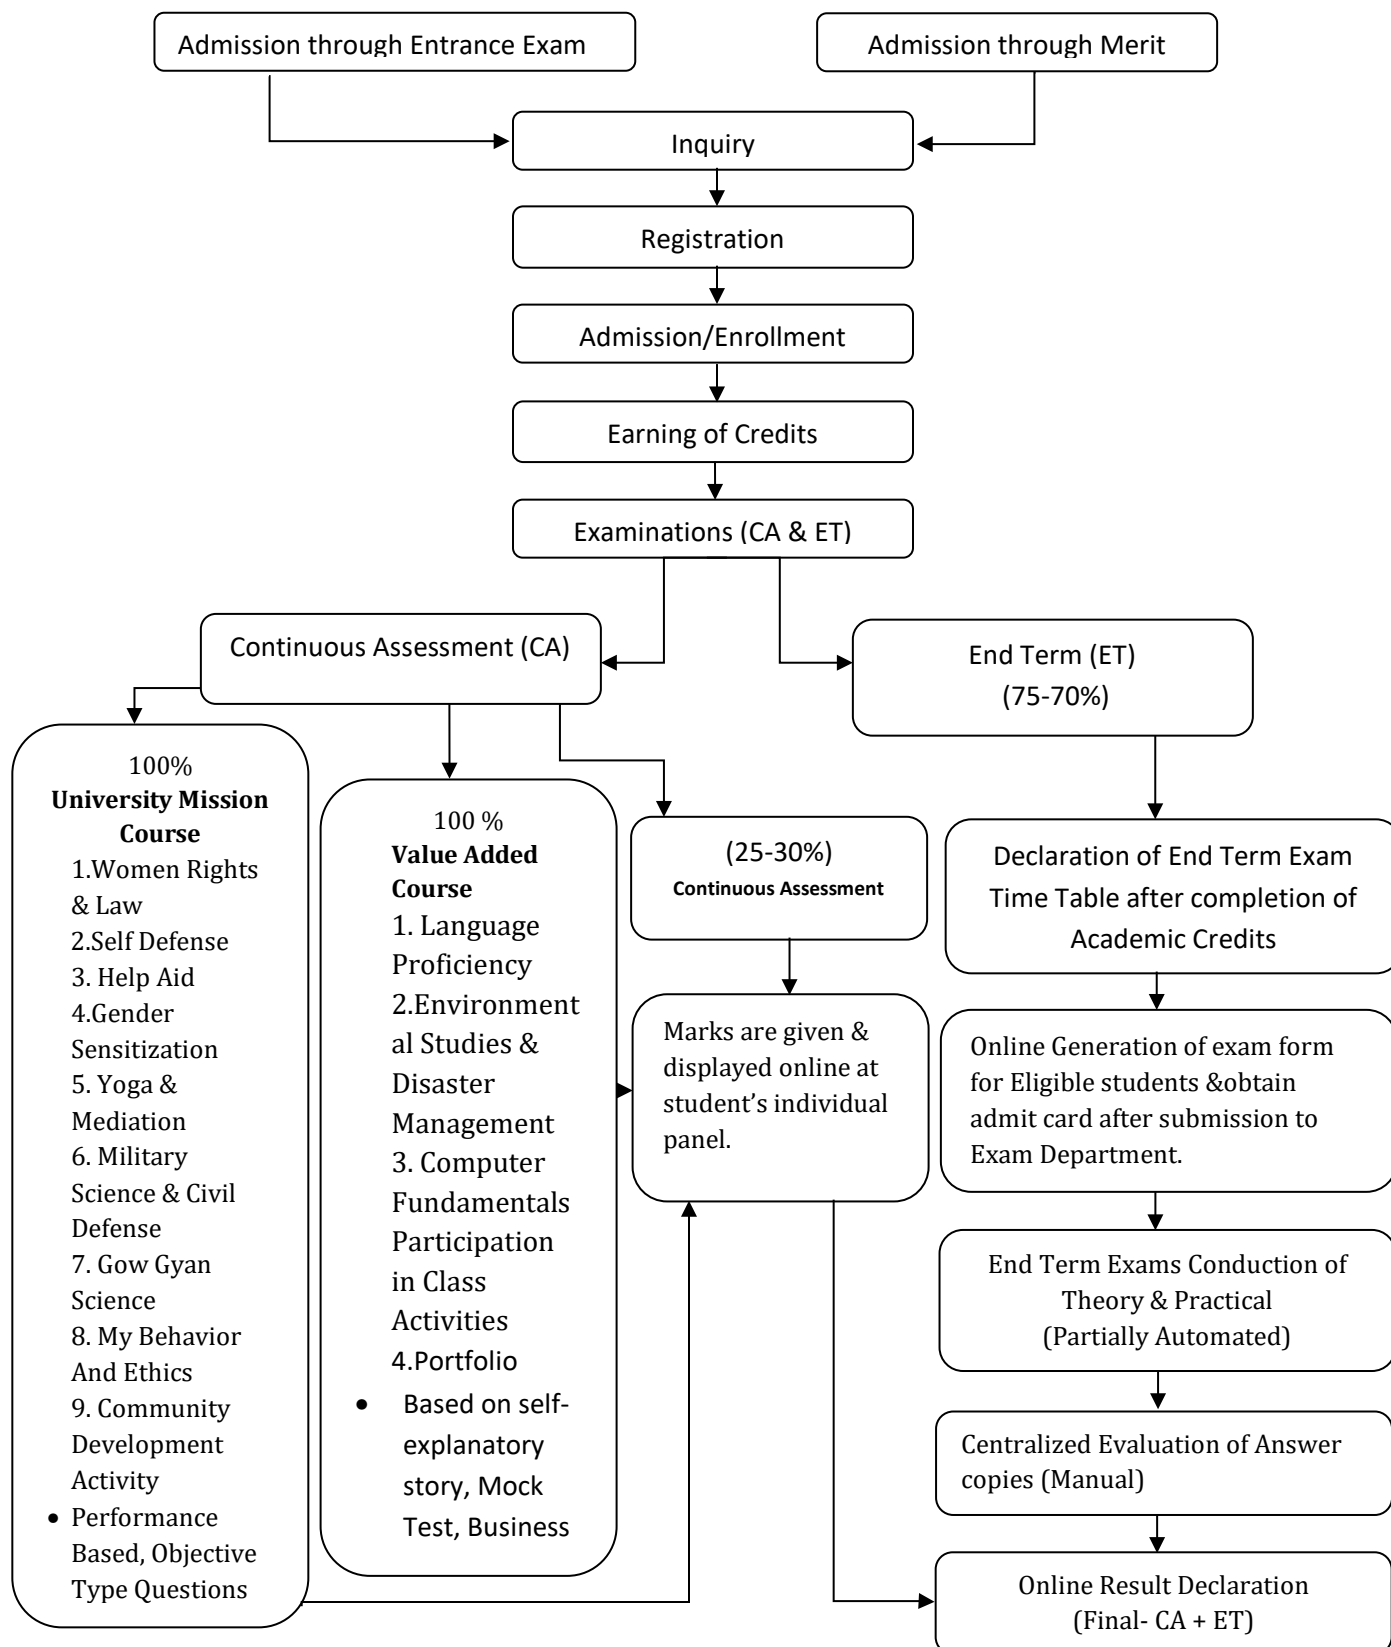 Admission through Entrance Exam
Admission through Merit
Inquiry
Registration
Admission/Enrollment
Earning of Credits
Examinations (CA & ET)
Continuous Assessment (CA)
End Term (ET)
(75-70%)
100%
University Mission
Course
1.Women Rights
& Law
2.Self Defense
3. Help Aid
4.Gender
Sensitization
5. Yoga &
Mediation
6. Military
Science & Civil
Defense
7. Gow Gyan
Science
8. My Behavior
And Ethics
9. Community
Development
Activity
• Performance
Based, Objective
Type Questions
100 %
Value Added
Course
1. Language
Proficiency
2.Environment
al Studies &
Disaster
Management
3. Computer
Fundamentals
Participation
in Class
Activities
4.Portfolio
• Based on self-
explanatory
story, Mock
Test, Business
(25-30%)
Continuous Assessment
Marks are given &
displayed online at
student’s individual
panel.
Declaration of End Term Exam
Time Table after completion of
Academic Credits
Online Generation of exam form
for Eligible students &obtain
admit card after submission to
Exam Department.
End Term Exams Conduction of
Theory & Practical
(Partially Automated)
Centralized Evaluation of Answer
copies (Manual)
Online Result Declaration
(Final- CA + ET)